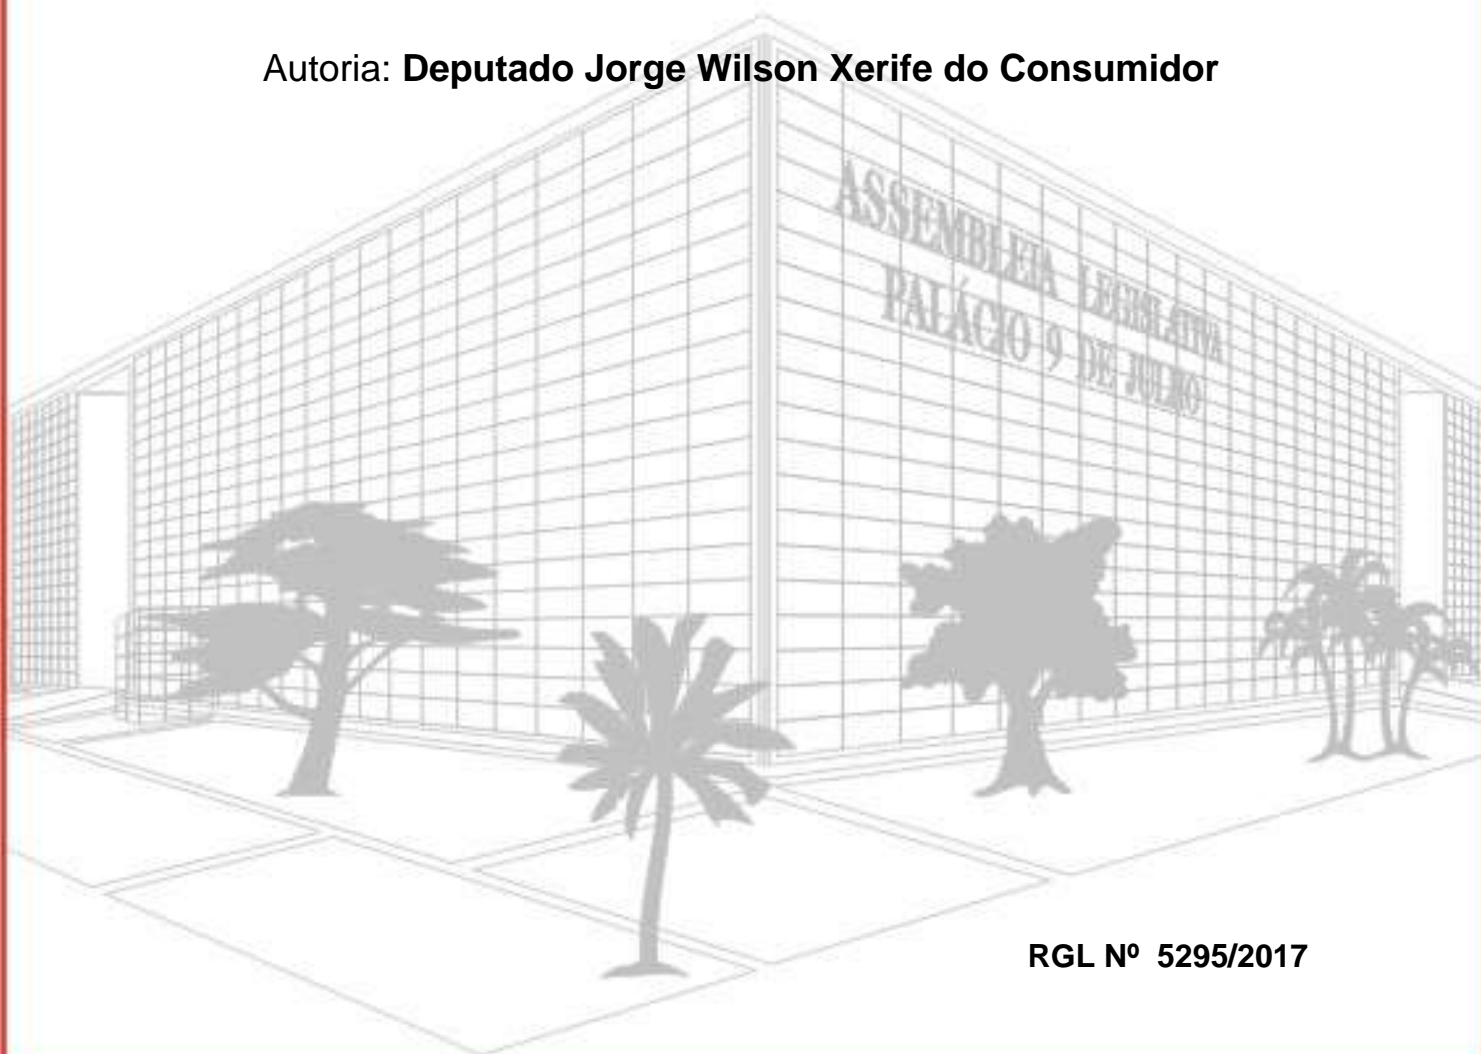 Autoria: Deputado Jorge Wilson Xerife do Consumidor
ASSEMBLEIA LEGISLATIVA
PALÁCIO 9 DE JULHO
RGL Nº 5295/2017